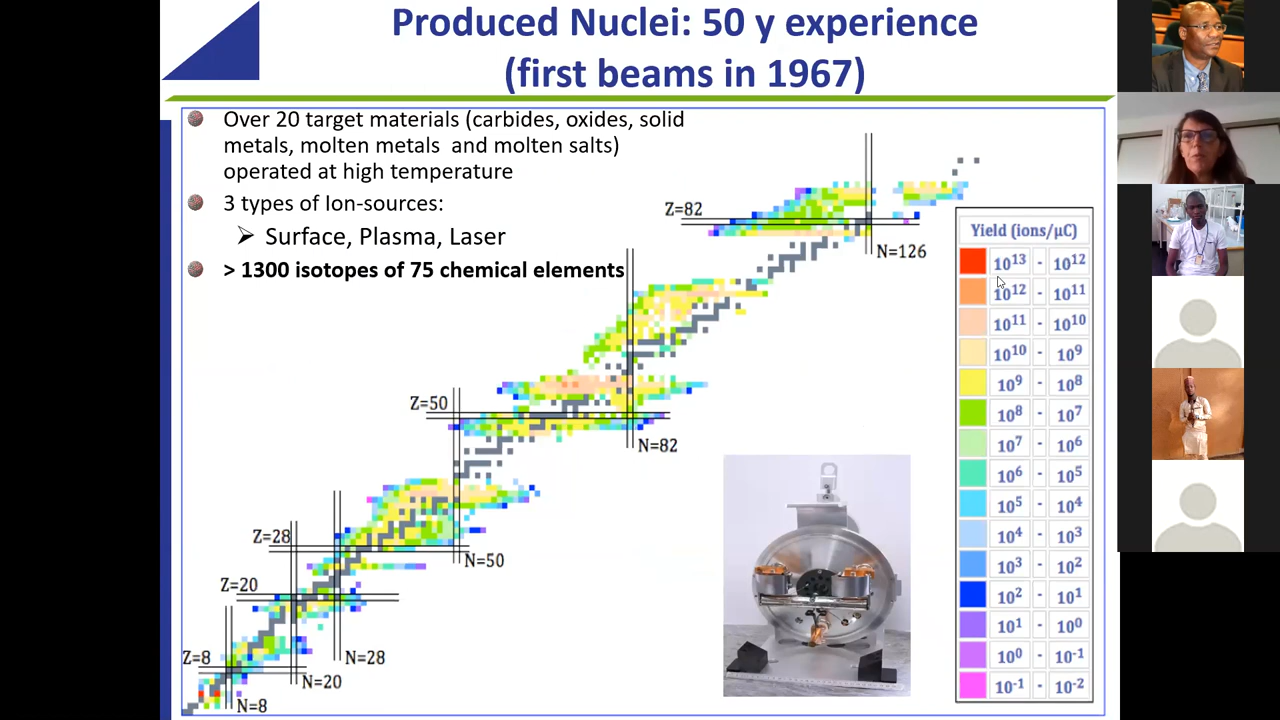 Produced Nuclei: 50 y experience
(first beams in 1967)
Over 20 target materials (carbides, oxides, solid
metals, molten metals and molten salts)
operated at high temperature
3 types of Ion-sources:
➢ Surface, Plasma, Laser
> 1300 isotopes of 75 chemical elements
Z=82
N=126
Z=50
N=82
Z=28
N=50
Z=20
N=28
Z=8
N=20
N=8
Yield (ions/μC)
10¹³ - 10¹²
10¹² - 10¹¹
10¹¹ - 10¹⁰
10¹⁰ - 10⁹
10⁹ - 10⁸
10⁸ - 10⁷
10⁷ - 10⁶
10⁶ - 10⁵
10⁵ - 10⁴
10⁴ - 10³
10³ - 10²
10² - 10¹
10¹ - 10⁰
10⁰ - 10⁻¹
10⁻¹ - 10⁻²